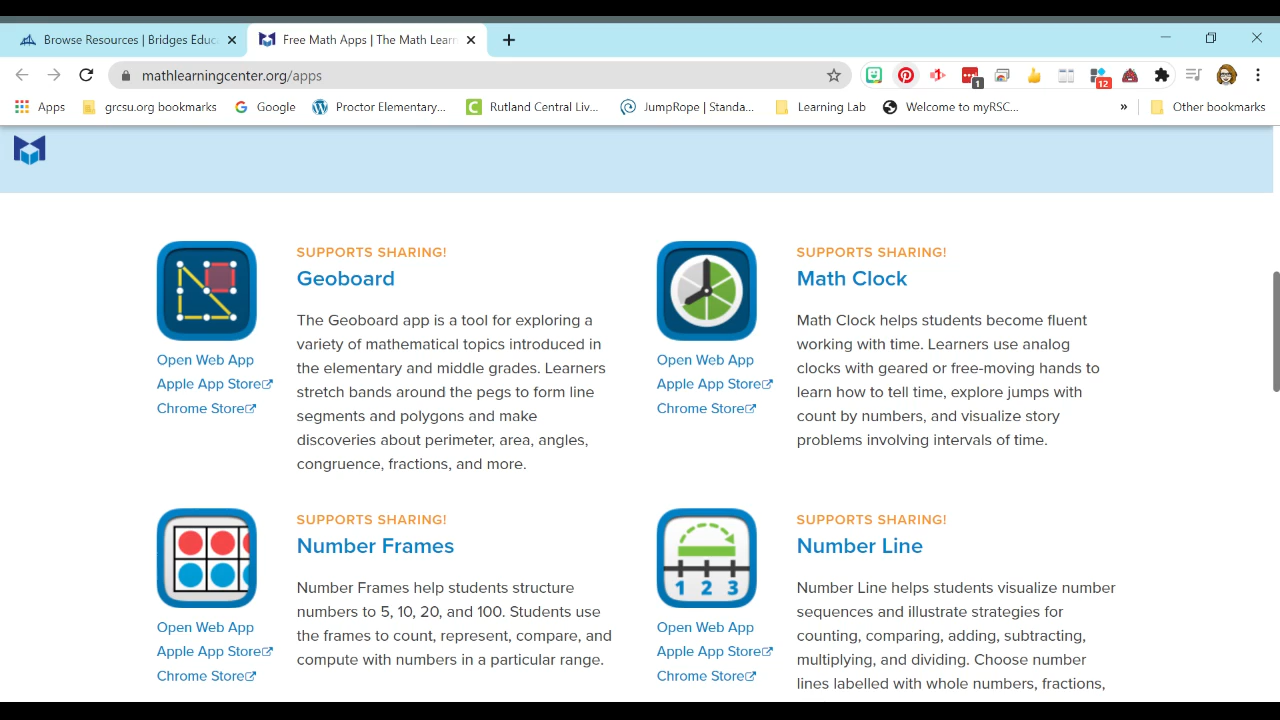 Browse Resources | Bridges Educ
Free Math Apps | The Math Learn
mathlearningcenter.org/apps
1
12
Apps
grcsu.org bookmarks
Google
Proctor Elementary...
Rutland Central Liv...
JumpRope | Standa...
Learning Lab
Welcome to myRSC...
»
Other bookmarks
SUPPORTS SHARING!
Geoboard
The Geoboard app is a tool for exploring a
variety of mathematical topics introduced in
the elementary and middle grades. Learners
stretch bands around the pegs to form line
segments and polygons and make
discoveries about perimeter, area, angles,
congruence, fractions, and more.
Open Web App
Apple App Store
Chrome Store
SUPPORTS SHARING!
Math Clock
Math Clock helps students become fluent
working with time. Learners use analog
clocks with geared or free-moving hands to
learn how to tell time, explore jumps with
count by numbers, and visualize story
problems involving intervals of time.
Open Web App
Apple App Store
Chrome Store
SUPPORTS SHARING!
Number Frames
Number Frames help students structure
numbers to 5, 10, 20, and 100. Students use
the frames to count, represent, compare, and
compute with numbers in a particular range.
Open Web App
Apple App Store
Chrome Store
SUPPORTS SHARING!
Number Line
Number Line helps students visualize number
sequences and illustrate strategies for
counting, comparing, adding, subtracting,
multiplying, and dividing. Choose number
lines labelled with whole numbers, fractions,
1 2 3
Open Web App
Apple App Store
Chrome Store